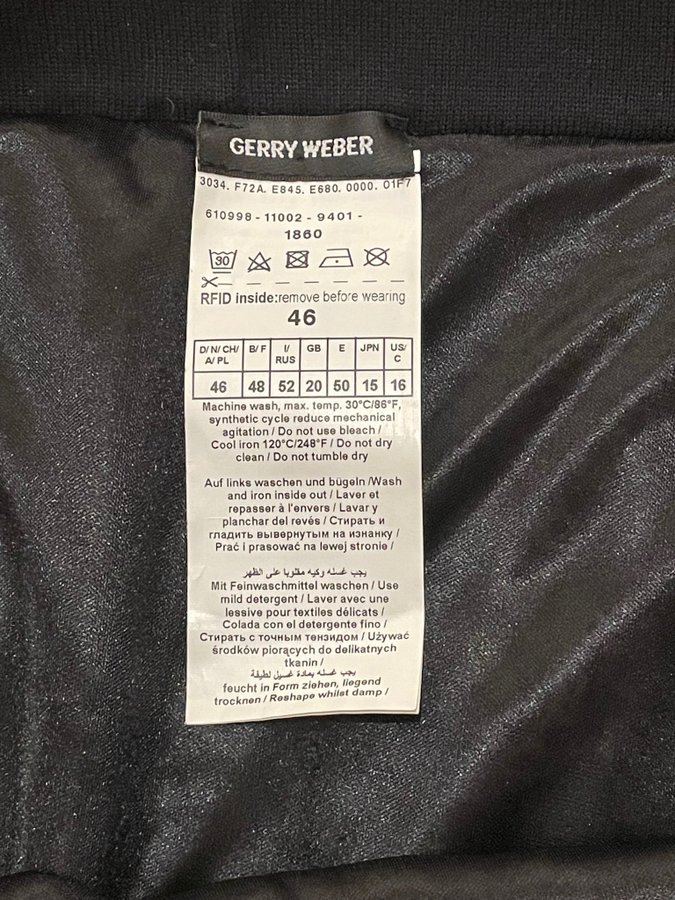 GERRY WEBER
3034. F72A. E845. E680. 0000. 01F7
610998 - 11002 - 9401 -
1860
30
RFID inside:remove before wearing
46
D/ N/ CH/ A/ PL B/ F I/ RUS GB E JPN US/ C
46 48 52 20 50 15 16
Machine wash, max. temp. 30°C/86°F,
synthetic cycle reduce mechanical
agitation / Do not use bleach /
Cool iron 120°C/248°F / Do not dry
clean / Do not tumble dry
Auf links waschen und bügeln /Wash
and iron inside out / Laver et
repasser à l'envers / Lavar y
planchar del revés / Стирать и
гладить вывернутым на изнанку /
Prać i prasować na lewej stronie /
يجب غسله وكيه مقلوبا على الظهر
Mit Feinwaschmittel waschen / Use
mild detergent / Laver avec une
lessive pour textiles délicats /
Colada con el detergente fino /
Стирать с точным тензидом / Używać
środków piorących do delikatnych
tkanin /
يجب غسله بمادة غسيل لطيفة
feucht in Form ziehen, liegend
trocknen / Reshape whilst damp /